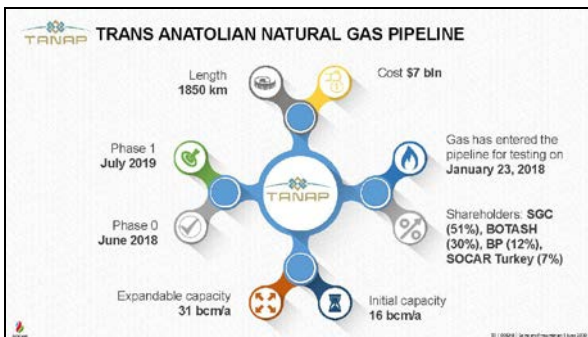 TANAP
TRANS ANATOLIAN NATURAL GAS PIPELINE
Length
1850 km
Cost $7 bln
Phase 1
July 2019
Gas has entered the
pipeline for testing on
January 23, 2018
TANAP
Phase 0
June 2018
Shareholders: SGC
(51%), BOTASH
(30%), BP (12%),
SOCAR Turkey (7%)
Expandable capacity
31 bcm/a
Initial capacity
16 bcm/a